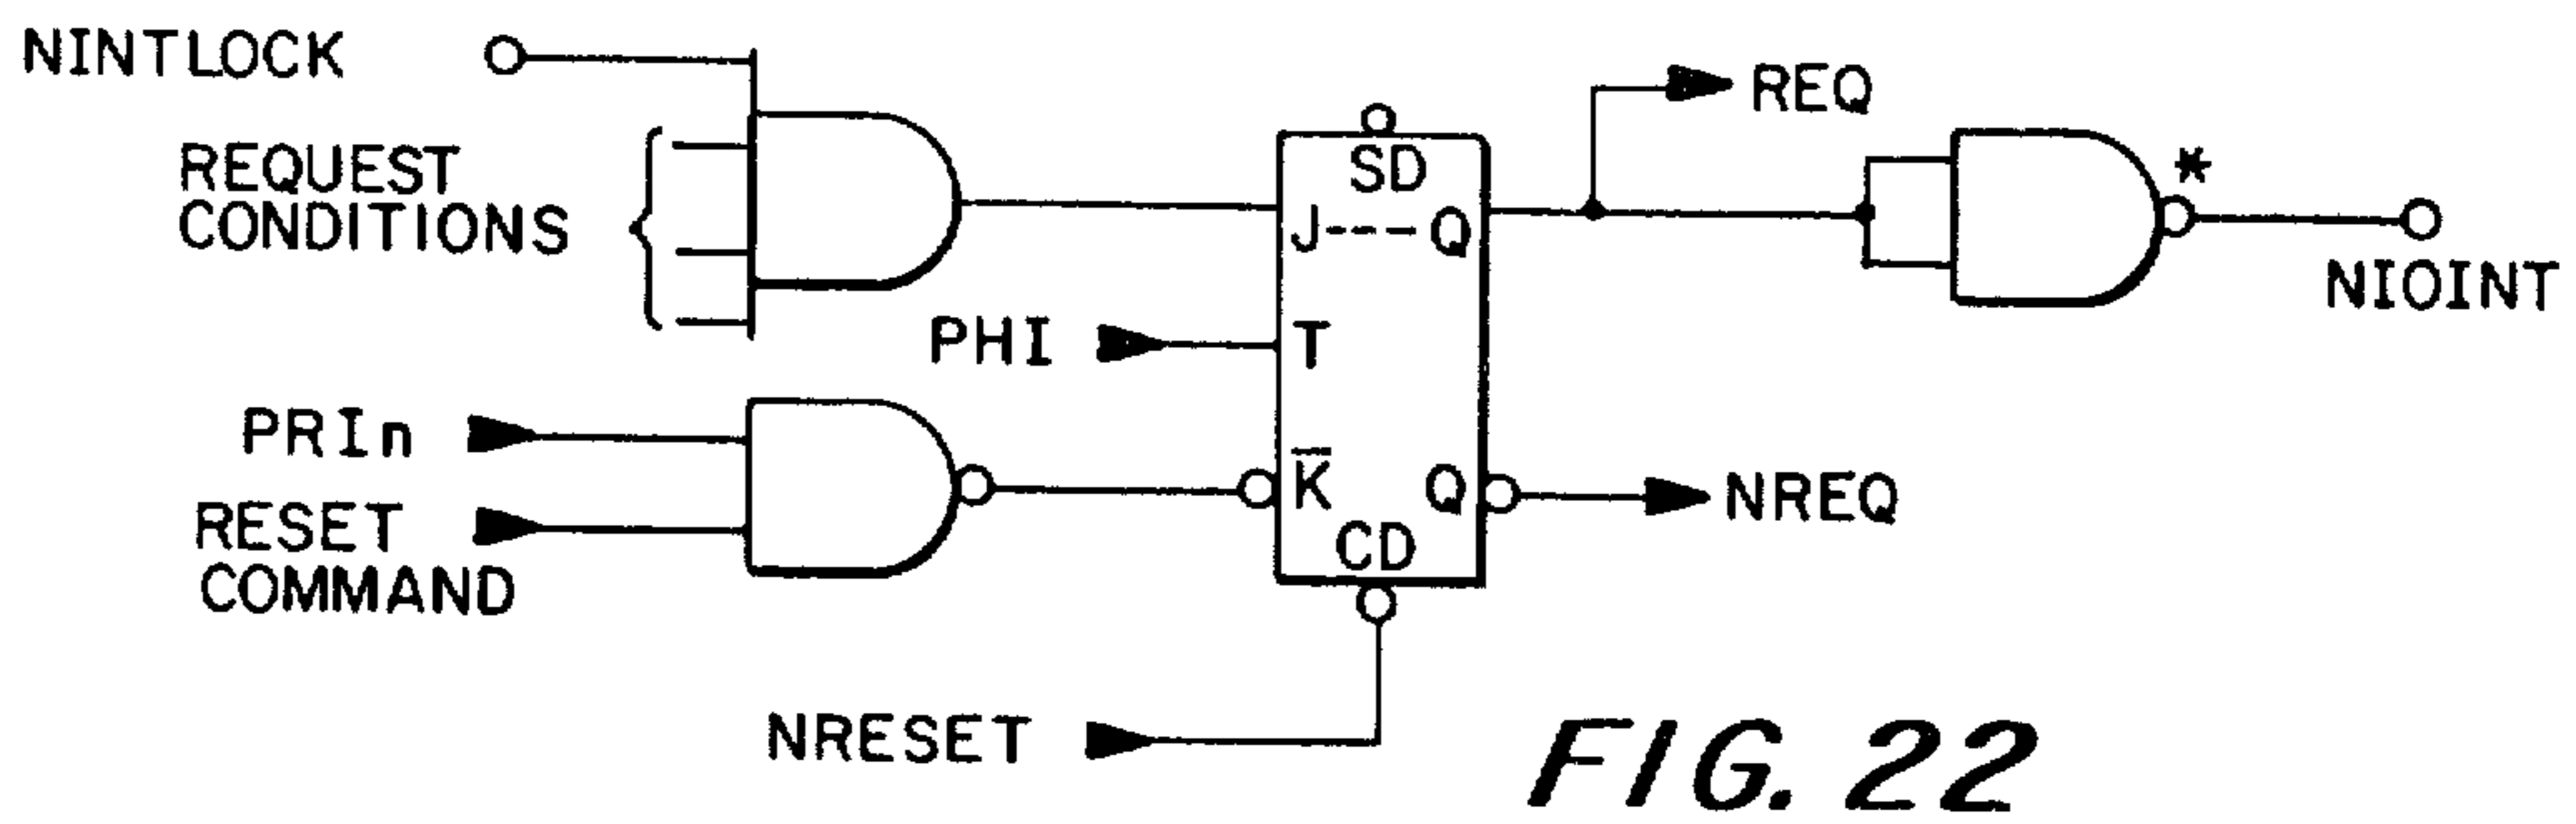 NINTLOCK
REQUEST
CONDITIONS
PHI
PRIn
RESET
COMMAND
NRESET
SD
J---Q
T
K̅ Q
CD
REQ
*
NIOINT
NREQ
FIG. 22